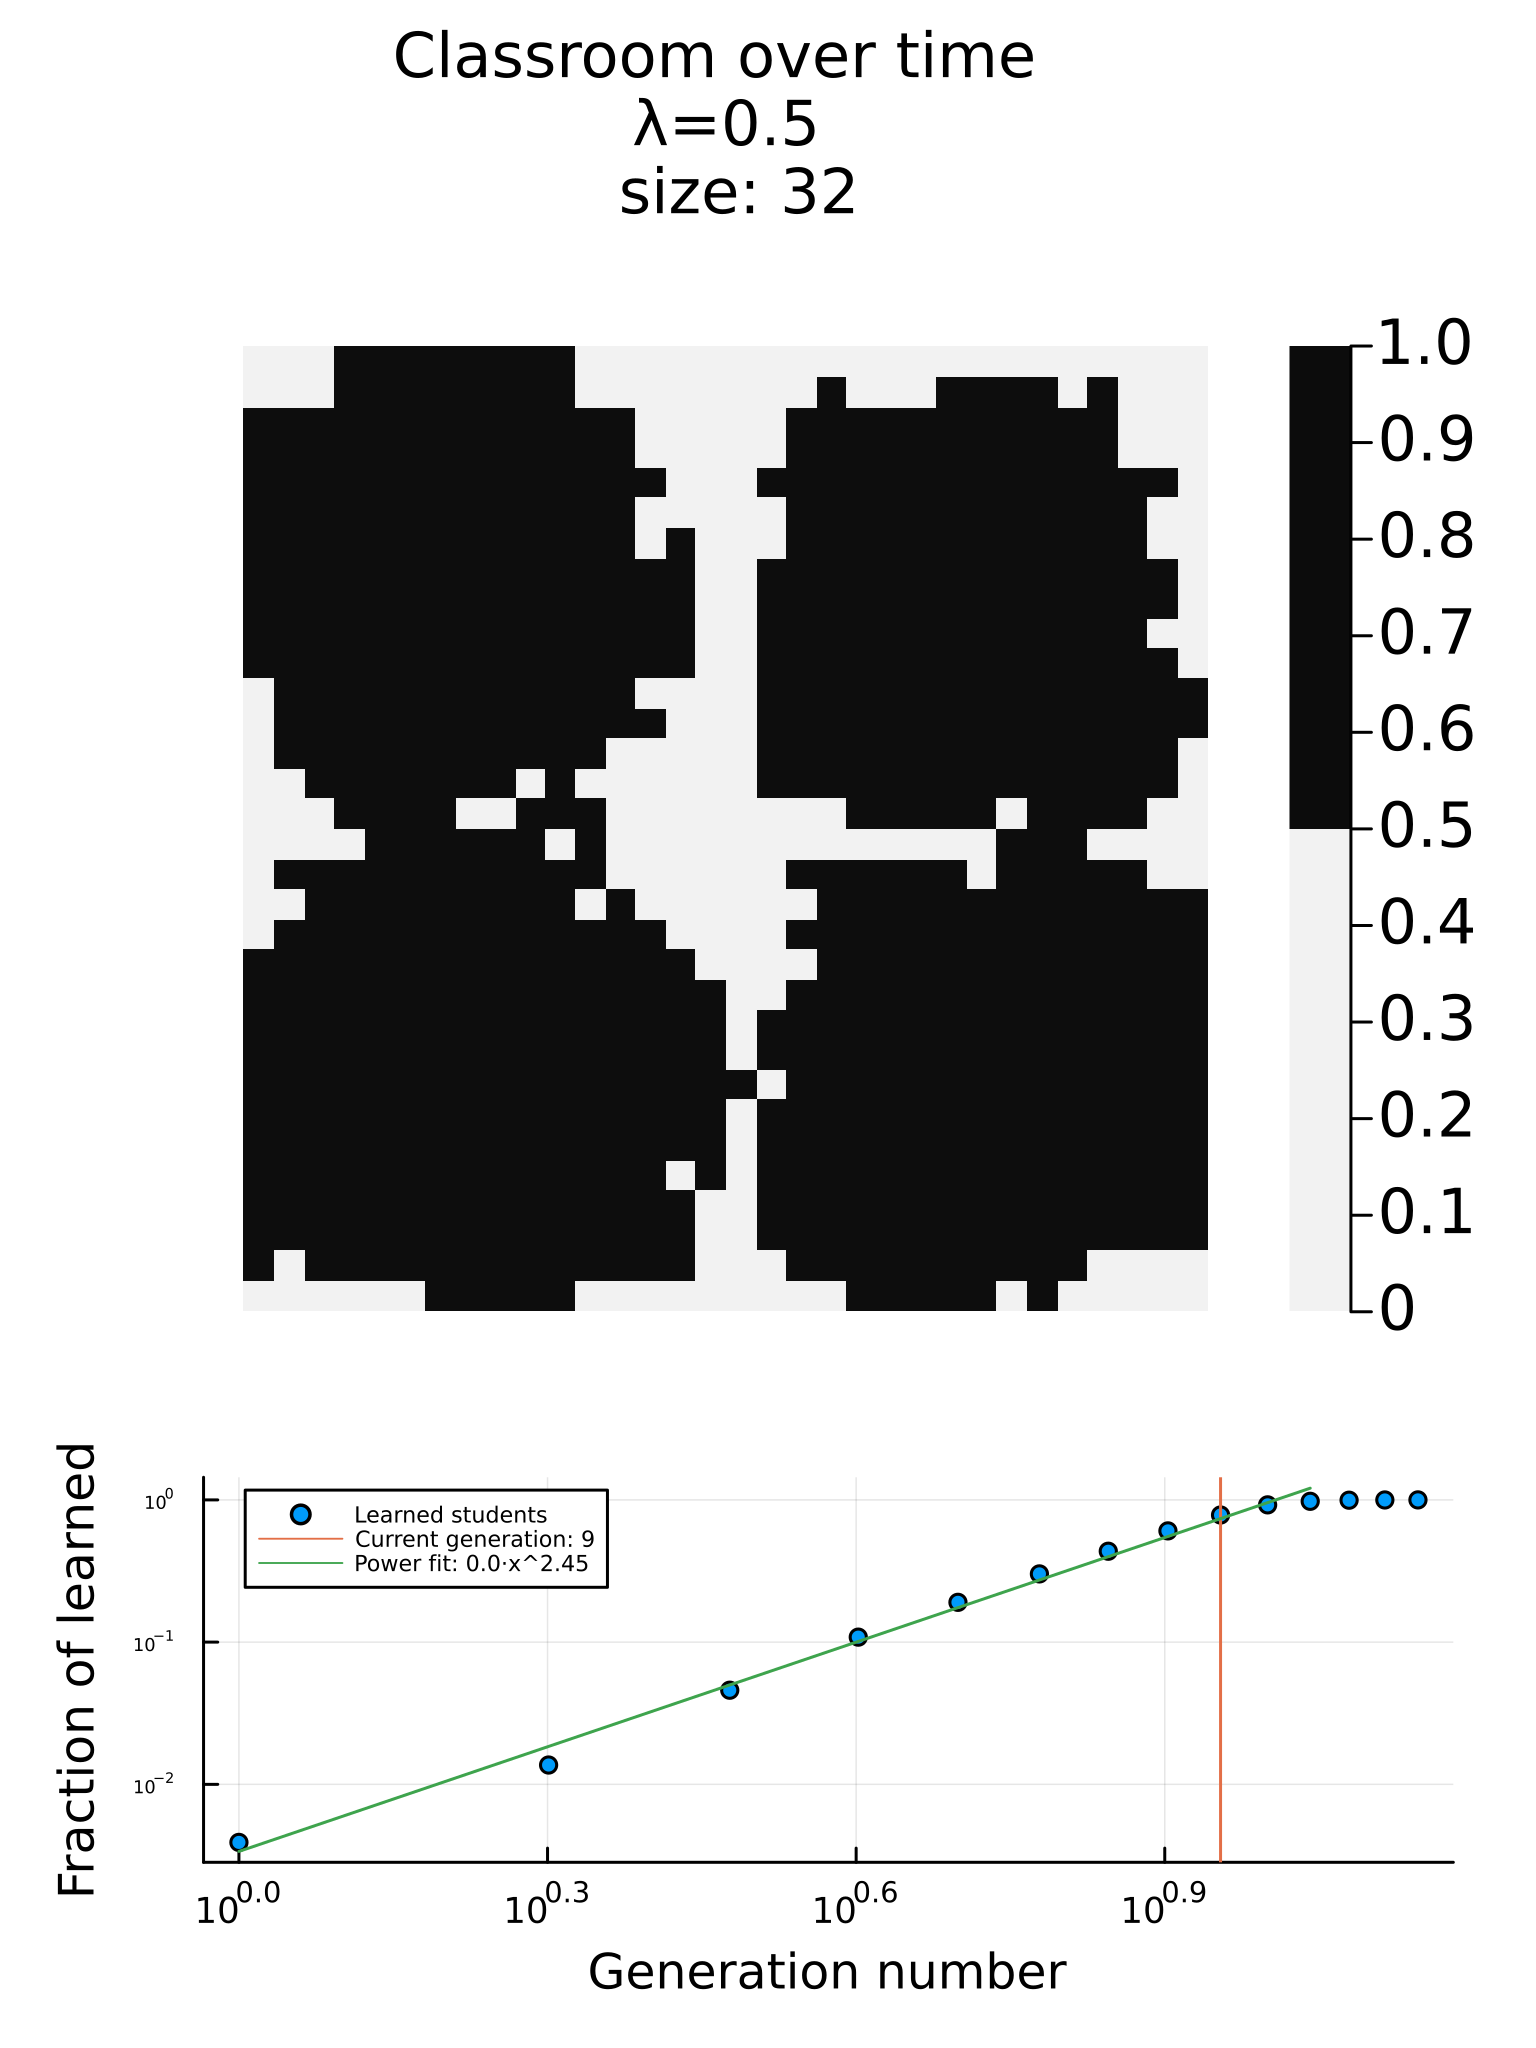 Classroom over time
λ=0.5
size: 32
1.0
0.9
0.8
0.7
0.6
0.5
0.4
0.3
0.2
0.1
0
Fraction of learned
10^0
10^−1
10^−2
Learned students
Current generation: 9
Power fit: 0.0·x^2.45
10^0.0 10^0.3 10^0.6 10^0.9
Generation number